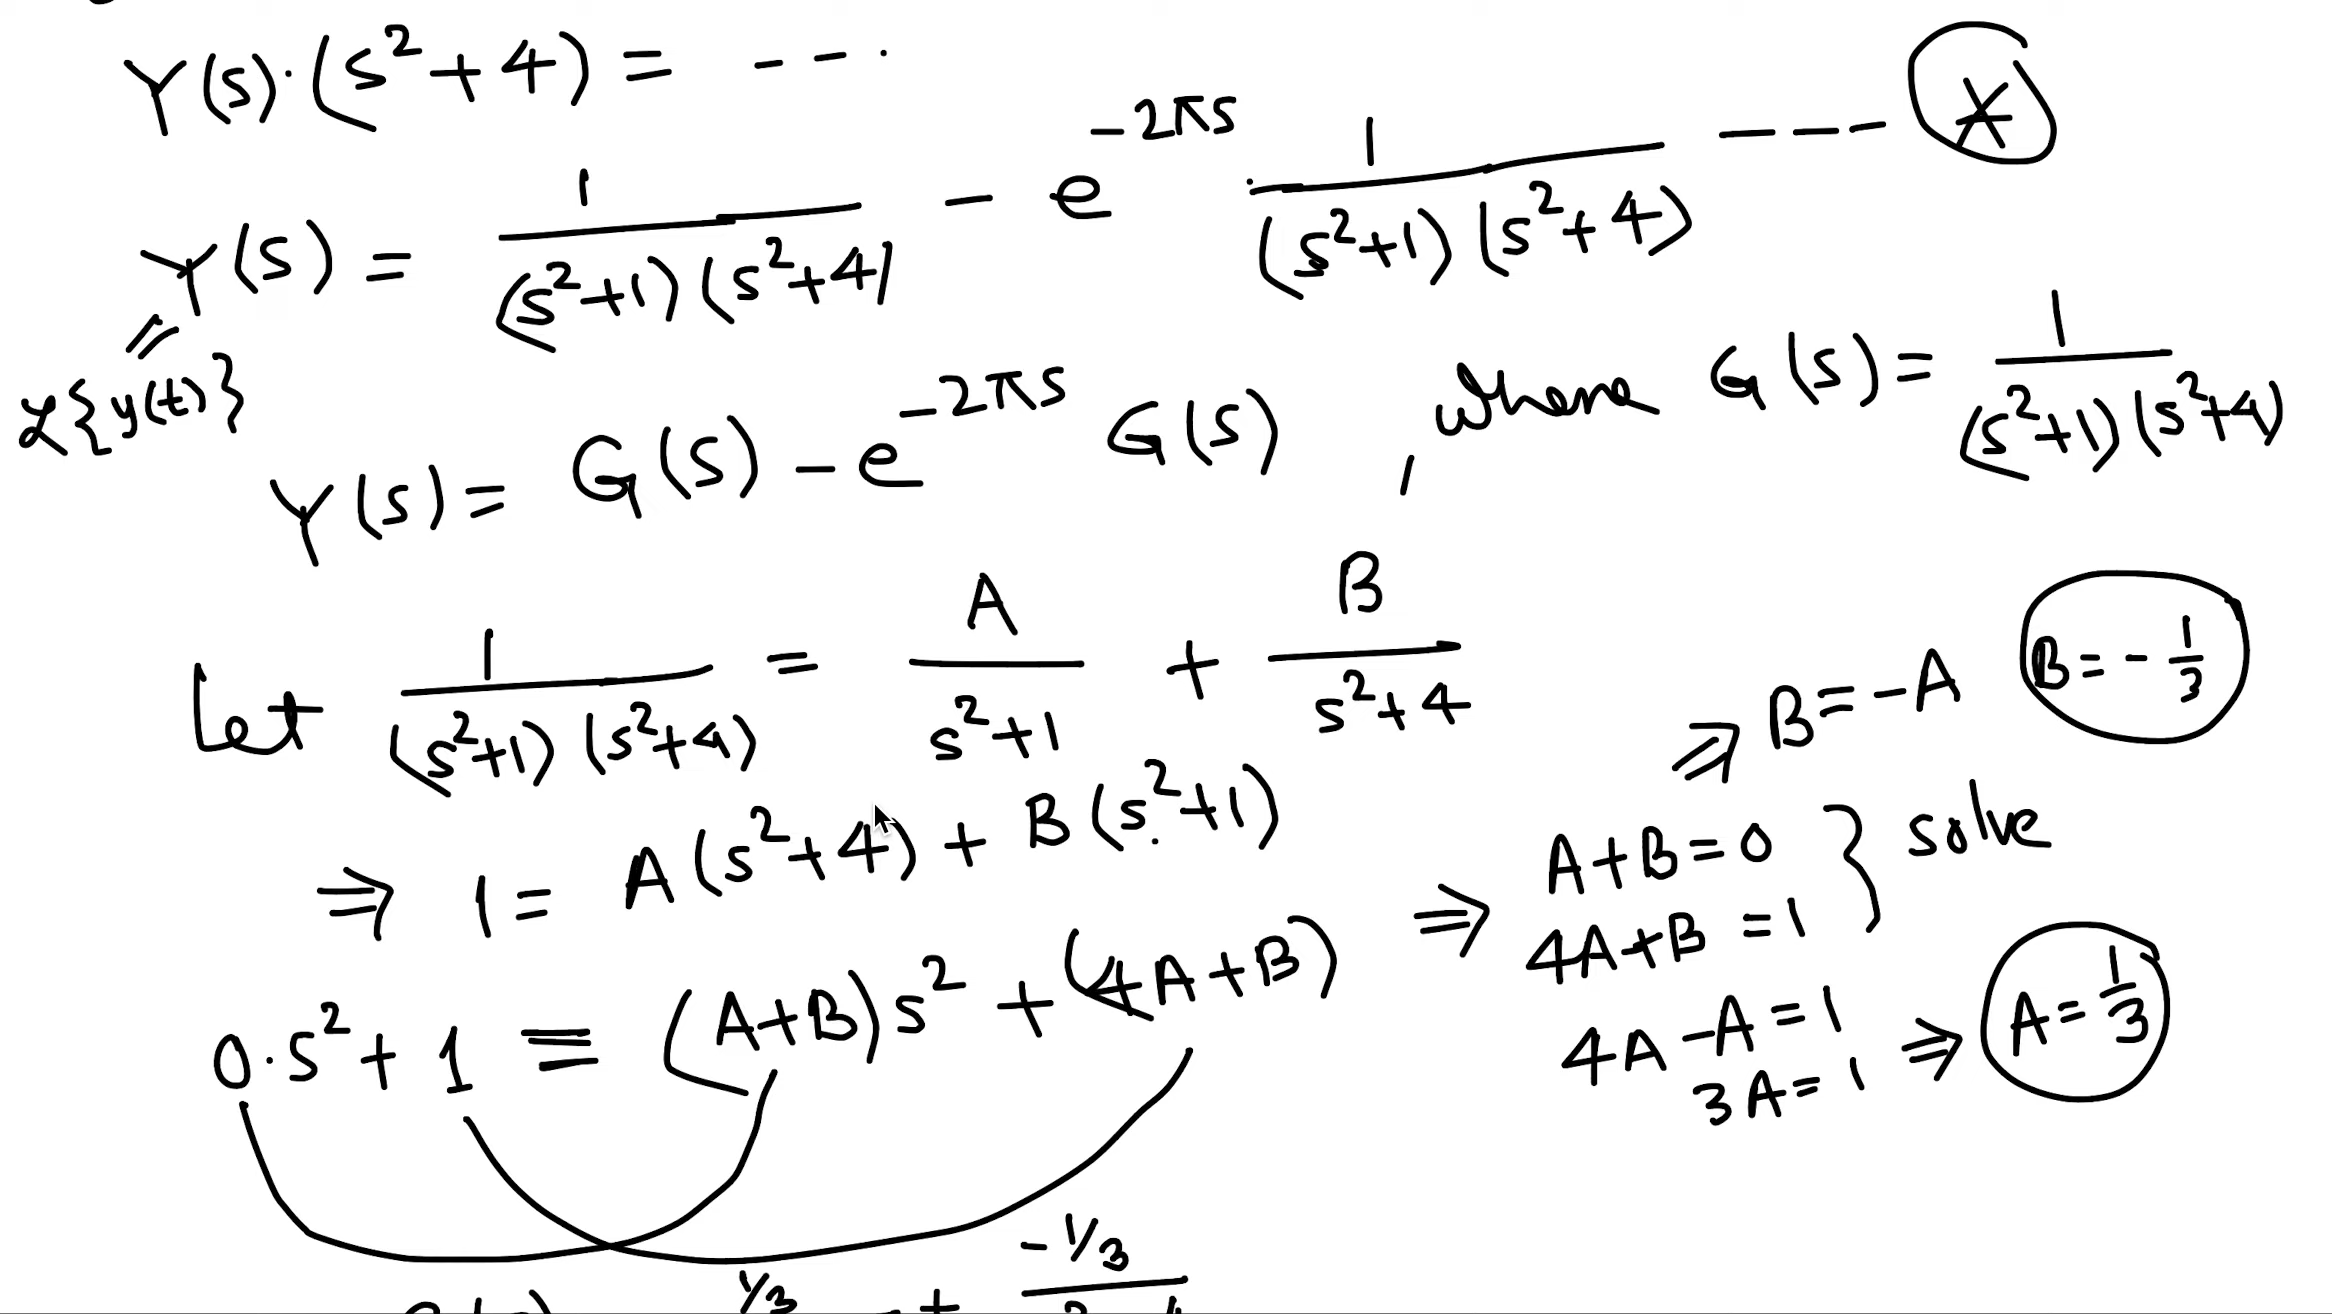 Y(s)·(s²+4) = ---.
Y(s) = 1/((s²+1)(s²+4)) - e^{-2πs} 1/((s²+1)(s²+4)) --- (*)
ℒ{y(t)}
Y(s) = G(s) - e^{-2πs} G(s), where G(s) = 1/((s²+1)(s²+4))
Let 1/((s²+1)(s²+4)) = A/(s²+1) + B/(s²+4)
⇒ 1 = A(s²+4) + B(s²+1)
0·s² + 1 ≡ (A+B)s² + (4A+B)
⇒ A+B=0 } solve
4A+B=1
⇒ B=-A
B=-1/3
4A-A=1
3A=1 ⇒ A=1/3
1/3 + -1/3